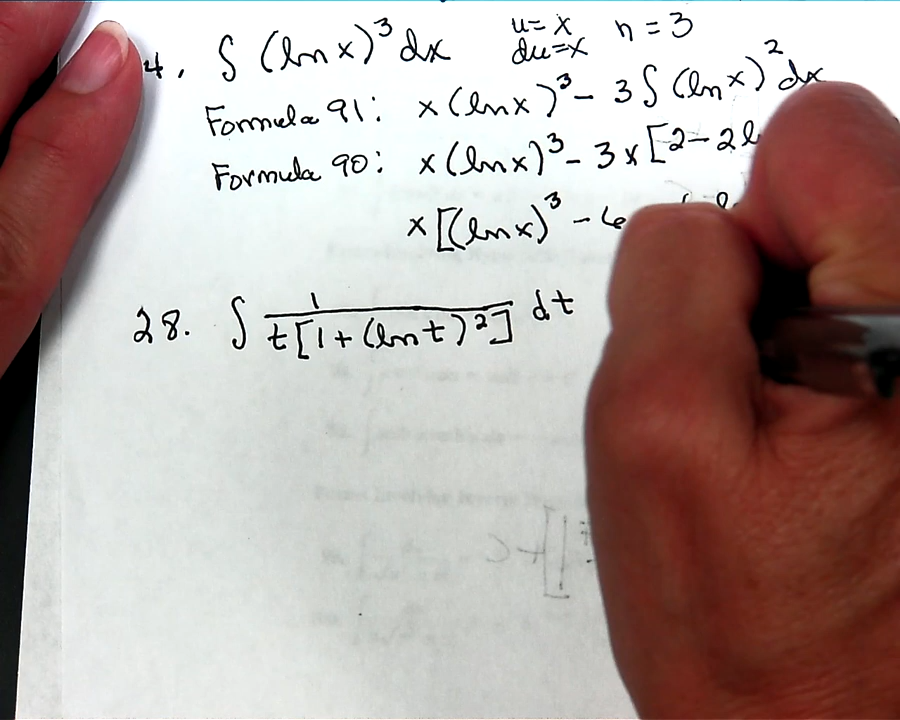 4. ∫ (ln x)³ dx u = x n = 3
du = x
Formula 91: x (ln x)³ - 3 ∫ (ln x)² dx
Formula 90: x (ln x)³ - 3x [2 - 2
x [(ln x)³ - 6
28. ∫ 1 / t[1 + (ln t)²] dt